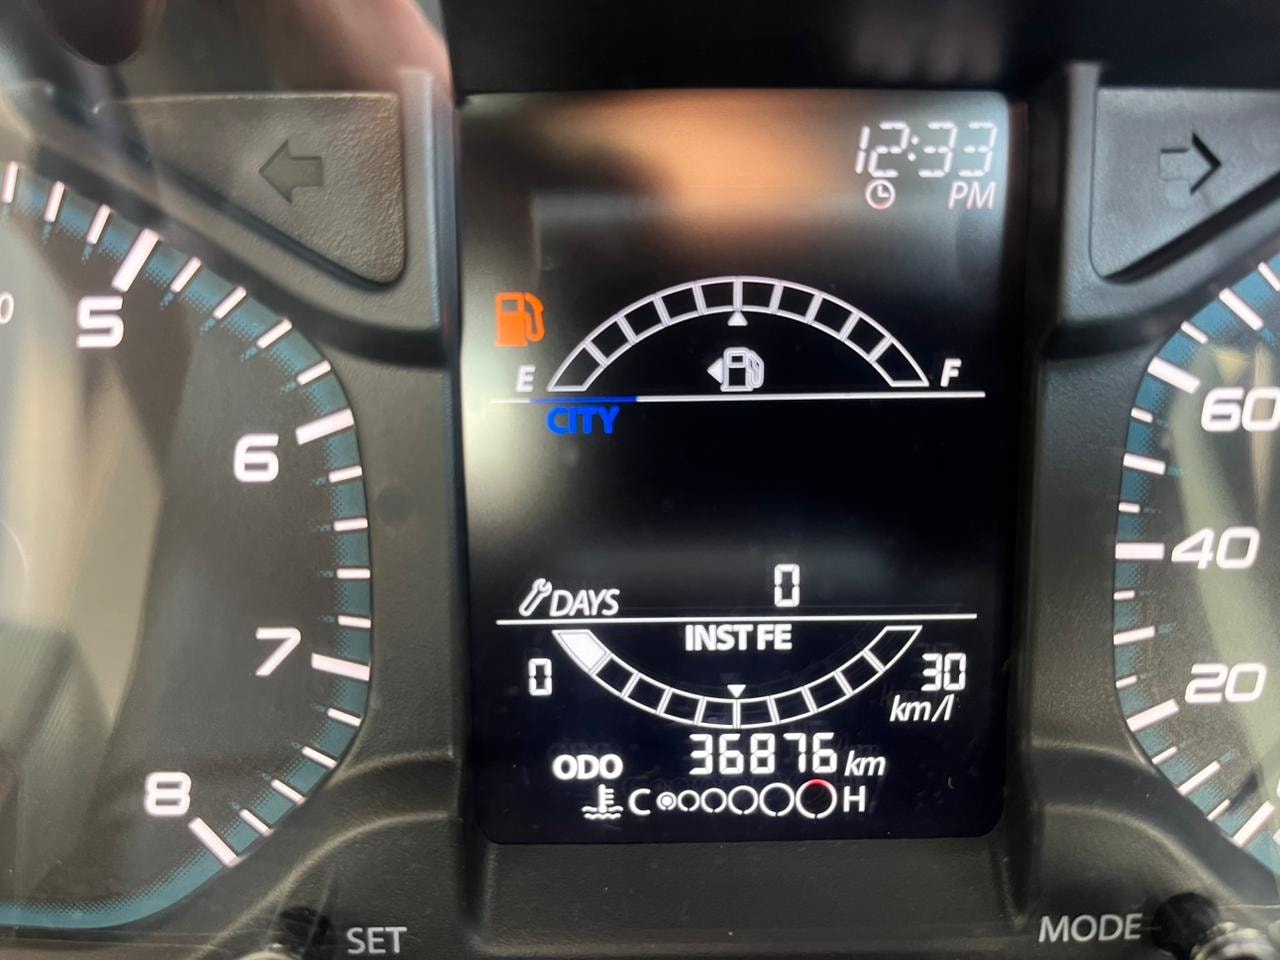 12:33
PM
E
F
CITY
DAYS 0
INST FE
0
30
km/l
ODO 36876 km
C H
5
6
7
8
60
40
20
SET
MODE